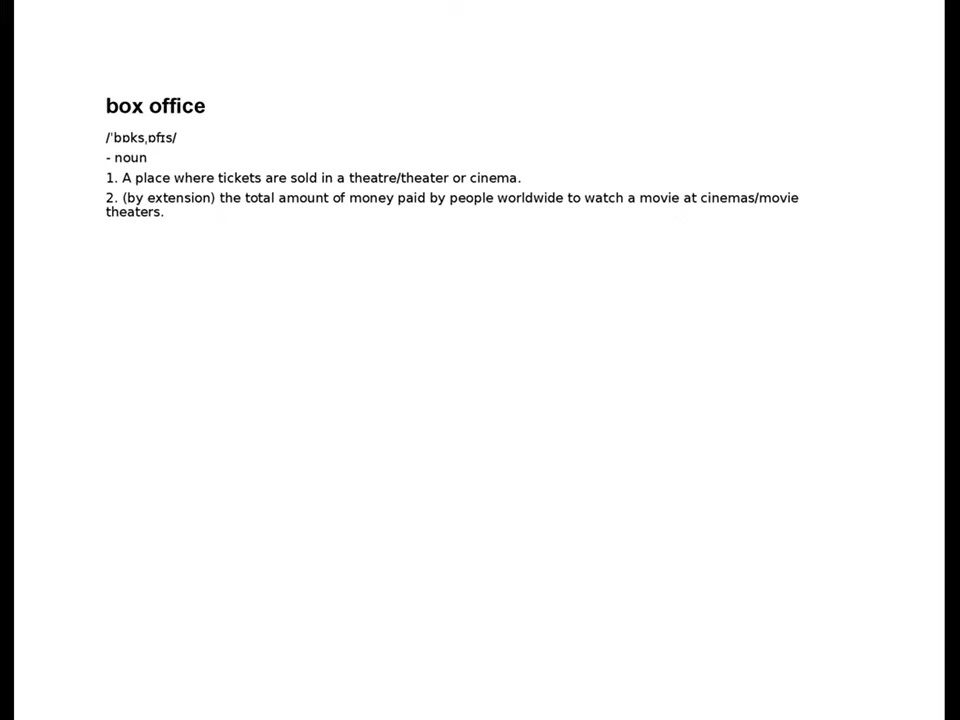 box office
/ˈbɒksˌɒfɪs/
- noun
1. A place where tickets are sold in a theatre/theater or cinema.
2. (by extension) the total amount of money paid by people worldwide to watch a movie at cinemas/movie
theaters.